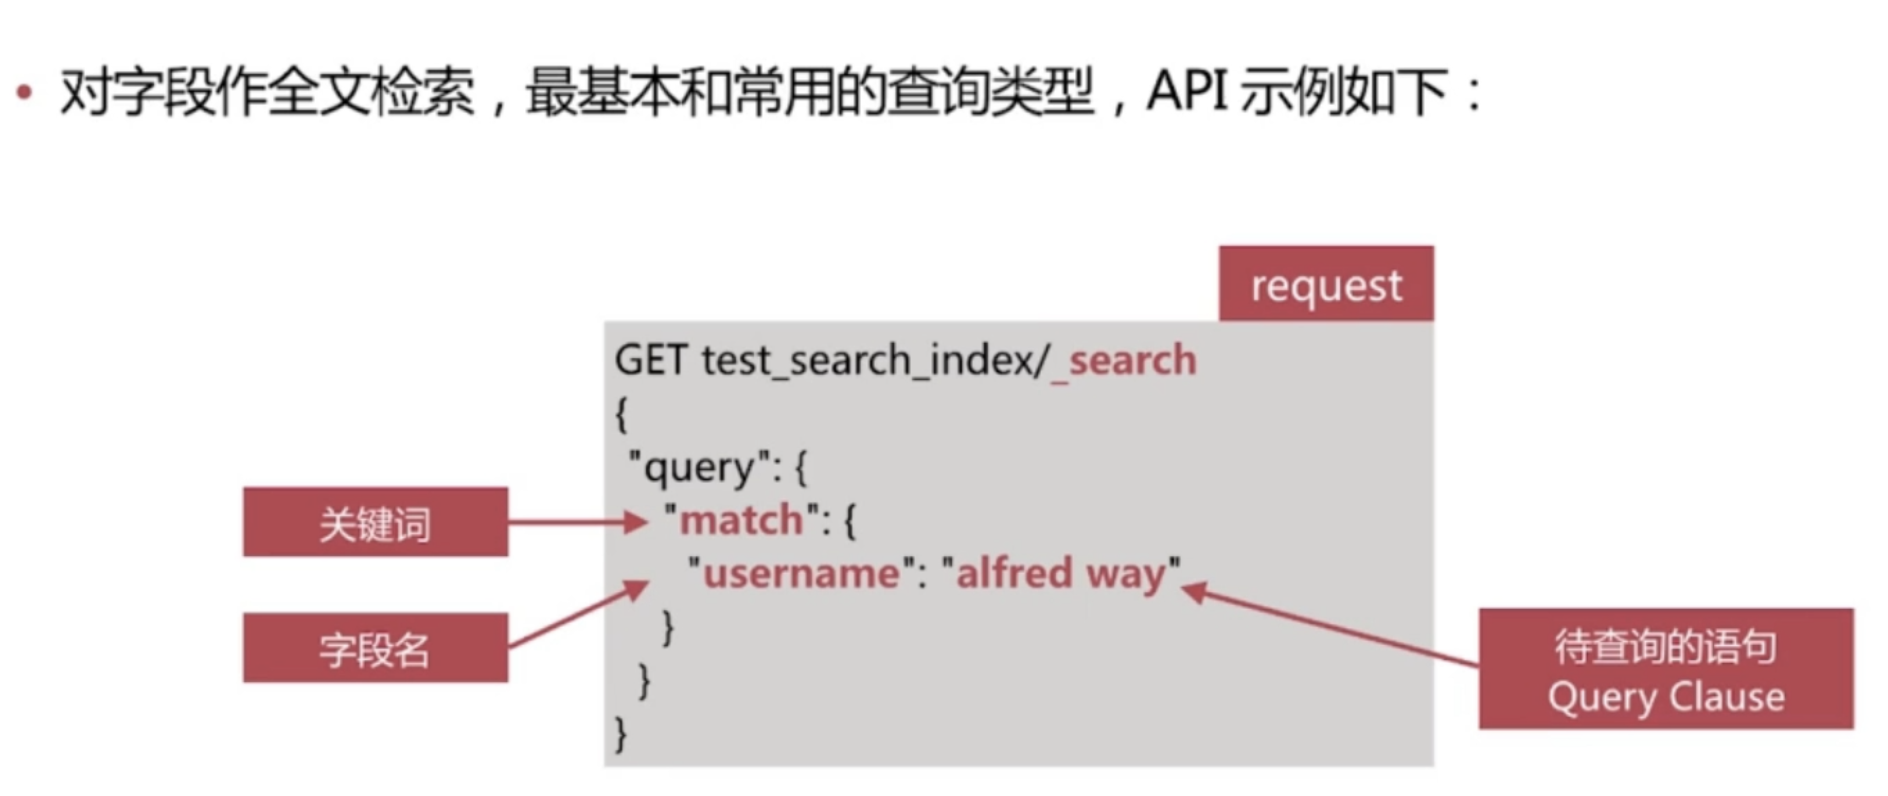 • 对字段作全文检索，最基本和常用的查询类型，API 示例如下：
request
GET test_search_index/_search
{
"query": {
关键词
"match": {
"username": "alfred way"
字段名
}
待查询的语句
Query Clause
}
}